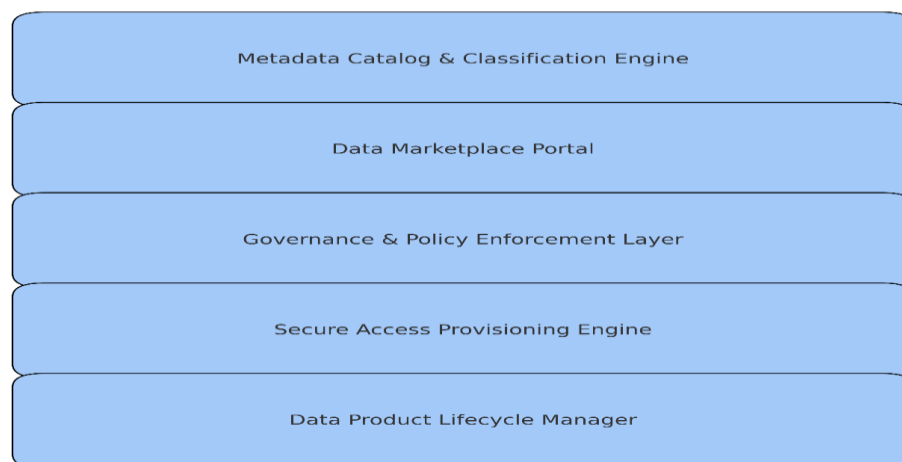 Metadata Catalog & Classification Engine
Data Marketplace Portal
Governance & Policy Enforcement Layer
Secure Access Provisioning Engine
Data Product Lifecycle Manager